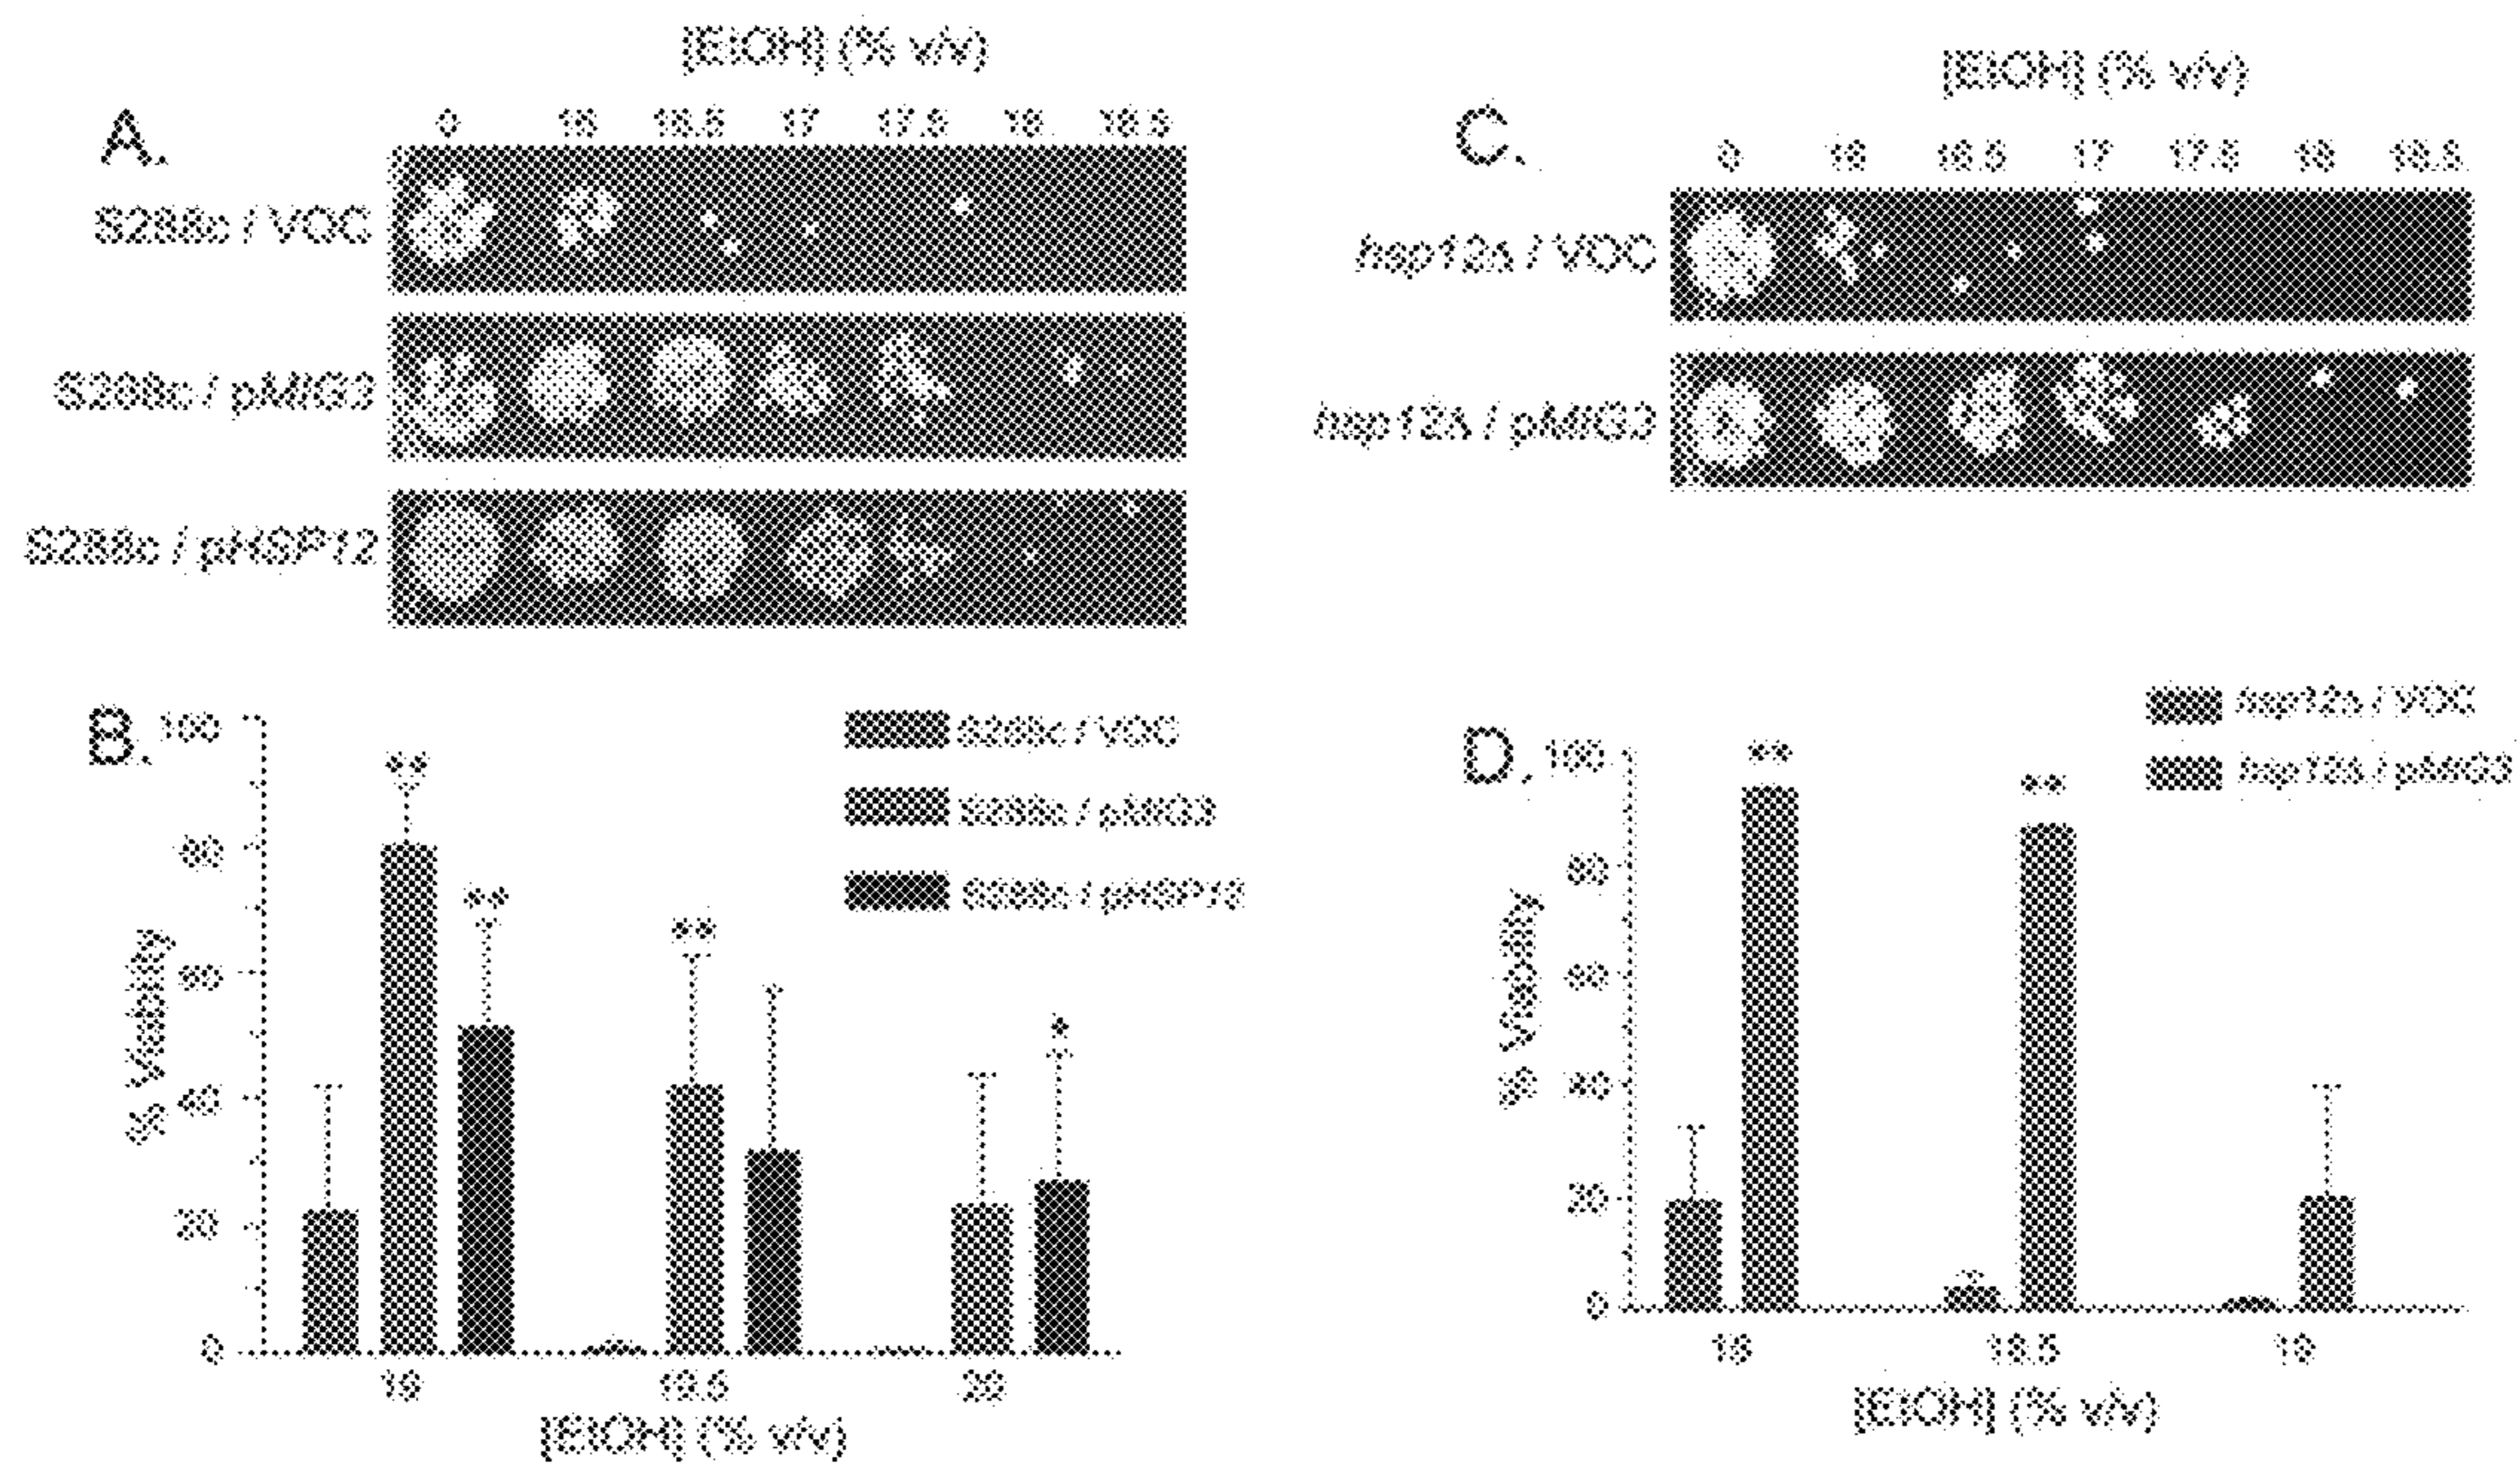 [EtOH] (% v/v)
A. 0 16 16.5 17 17.5 18 18.5
S288c / VOC
S288c / pMIG3
S288c / pHSP12
[EtOH] (% v/v)
C. 0 16 16.5 17 17.5 18 18.5
hsp12Δ / VOC
hsp12Δ / pMIG3
B.
% Viability
100
80
60
40
20
0
S288c / VOC
S288c / pMIG3
S288c / pHSP12
**
**
**
*
19 19.5 20
[EtOH] (% v/v)
D.
% Viability
100
80
60
40
20
0
hsp12Δ / VOC
hsp12Δ / pMIG3
**
**
18 18.5 19
[EtOH] (% v/v)